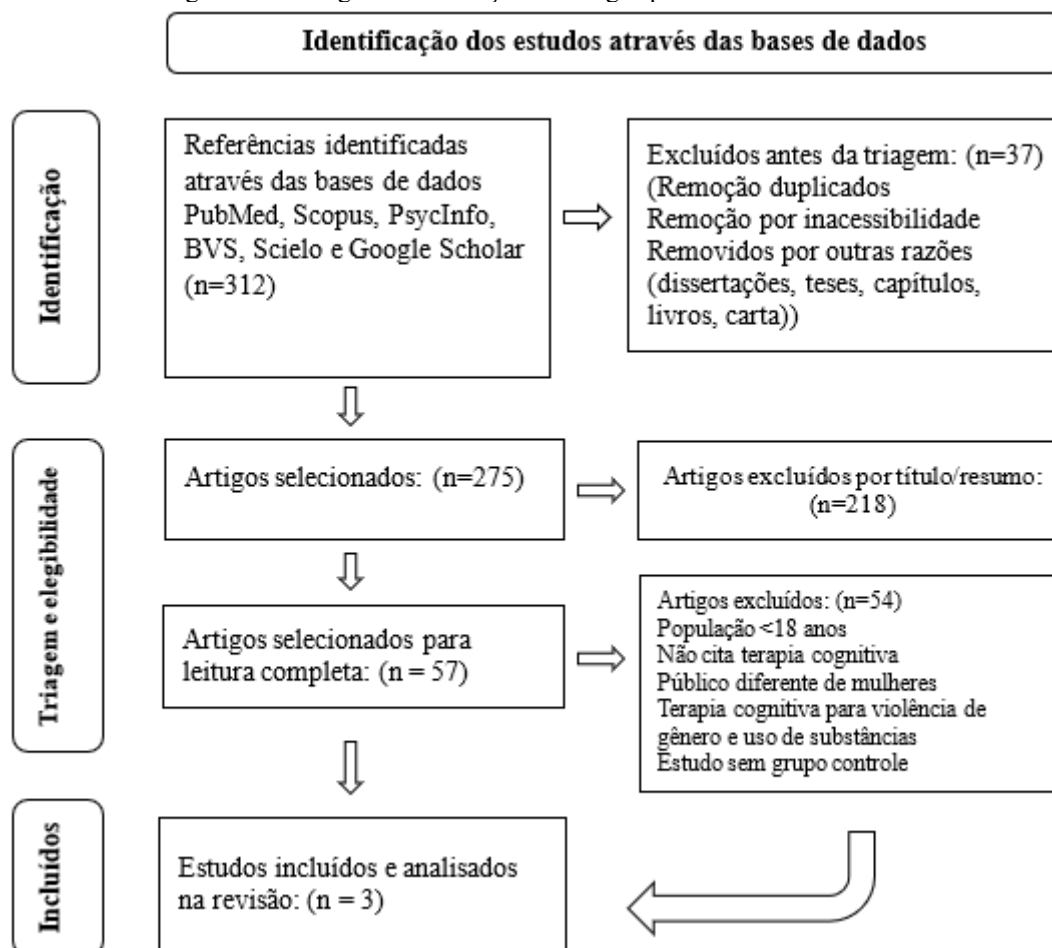 Identificação dos estudos através das bases de dados
Identificação
Referências identificadas
através das bases de dados
PubMed, Scopus, PsycInfo,
BVS, Scielo e Google Scholar
(n=312)
Excluídos antes da triagem: (n=37)
(Remoção duplicados
Remoção por inacessibilidade
Removidos por outras razões
(dissertações, teses, capítulos,
livros, carta))
Triagem e elegibilidade
Artigos selecionados: (n=275)
Artigos excluídos por título/resumo:
(n=218)
Artigos selecionados para
leitura completa: (n = 57)
Artigos excluídos: (n=54)
População <18 anos
Não cita terapia cognitiva
Público diferente de mulheres
Terapia cognitiva para violência de
gênero e uso de substâncias
Estudo sem grupo controle
Incluídos
Estudos incluídos e analisados
na revisão: (n = 3)